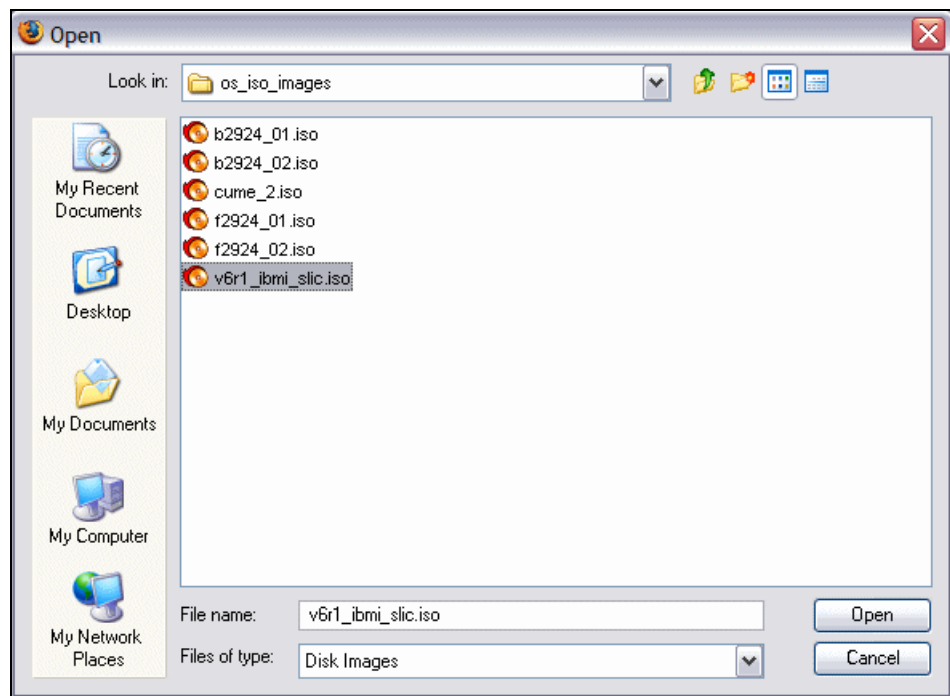 Open
Look in: os_iso_images
My Recent
Documents
Desktop
My Documents
My Computer
My Network
Places
b2924_01.iso
b2924_02.iso
cume_2.iso
f2924_01.iso
f2924_02.iso
v6r1_ibmi_slic.iso
File name: v6r1_ibmi_slic.iso
Open
Files of type: Disk Images
Cancel